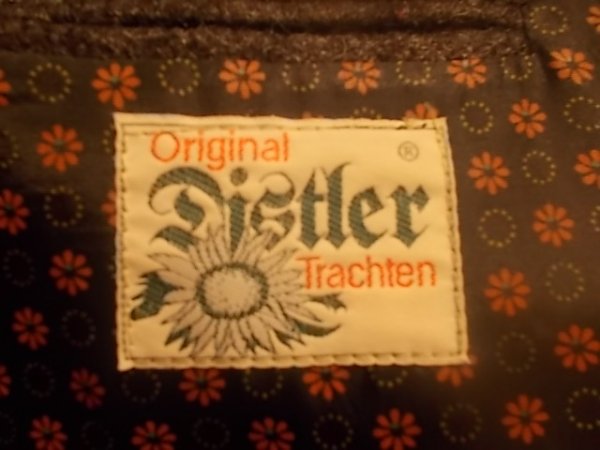 Original ®
Distler
Trachten